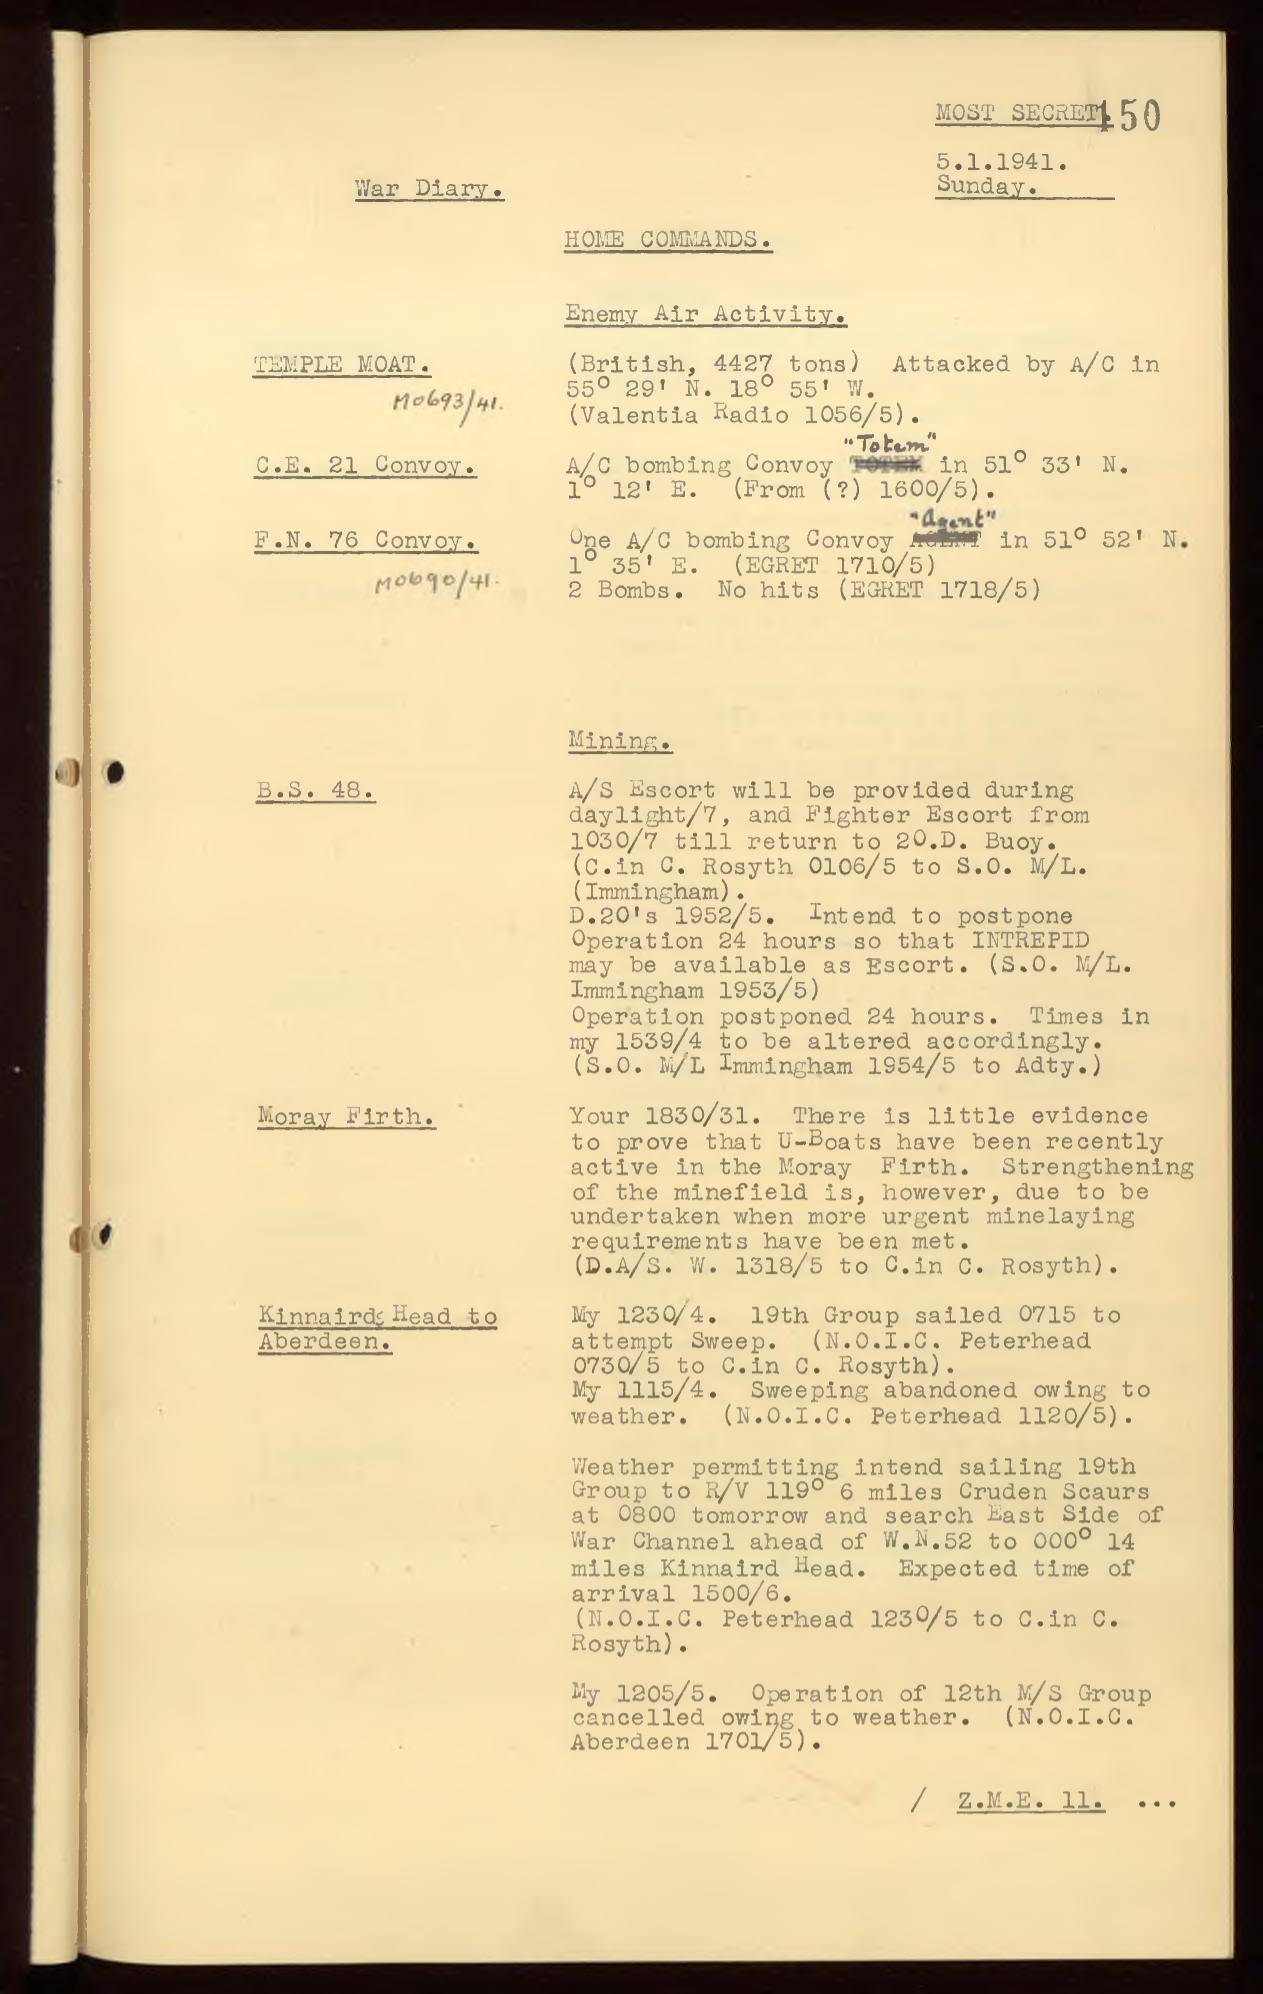 MOST SECRET.
150
5.1.1941.
War Diary.
Sunday.
HOME COMMANDS.
Enemy Air Activity.
TEMPLE MOAT.
M0693/41.
(British, 4427 tons) Attacked by A/C in
55° 29' N. 18° 55' W.
(Valentia Radio 1056/5).
C.E. 21 Convoy.
"Totem"
A/C bombing Convoy TOTEM in 51° 33' N.
1° 12' E. (From (?) 1600/5).
F.N. 76 Convoy.
M0690/41.
"Agent"
One A/C bombing Convoy AGENT in 51° 52' N.
1° 35' E. (EGRET 1710/5)
2 Bombs. No hits (EGRET 1718/5)
Mining.
B.S. 48.
A/S Escort will be provided during
daylight/7, and Fighter Escort from
1030/7 till return to 20.D. Buoy.
(C.in C. Rosyth 0106/5 to S.O. M/L.
(Immingham).
D.20's 1952/5. Intend to postpone
Operation 24 hours so that INTREPID
may be available as Escort. (S.O. M/L.
Immingham 1953/5)
Operation postponed 24 hours. Times in
my 1539/4 to be altered accordingly.
(S.O. M/L Immingham 1954/5 to Adty.)
Moray Firth.
Your 1830/31. There is little evidence
to prove that U-Boats have been recently
active in the Moray Firth. Strengthening
of the minefield is, however, due to be
undertaken when more urgent minelaying
requirements have been met.
(D.A/S. W. 1318/5 to C.in C. Rosyth).
Kinnairds Head to
Aberdeen.
My 1230/4. 19th Group sailed 0715 to
attempt Sweep. (N.O.I.C. Peterhead
0730/5 to C.in C. Rosyth).
My 1115/4. Sweeping abandoned owing to
weather. (N.O.I.C. Peterhead 1120/5).
Weather permitting intend sailing 19th
Group to R/V 119° 6 miles Cruden Scaurs
at 0800 tomorrow and search East Side of
War Channel ahead of W.N.52 to 000° 14
miles Kinnaird Head. Expected time of
arrival 1500/6.
(N.O.I.C. Peterhead 1230/5 to C.in C.
Rosyth).
My 1205/5. Operation of 12th M/S Group
cancelled owing to weather. (N.O.I.C.
Aberdeen 1701/5).
/ Z.M.E. 11. ...